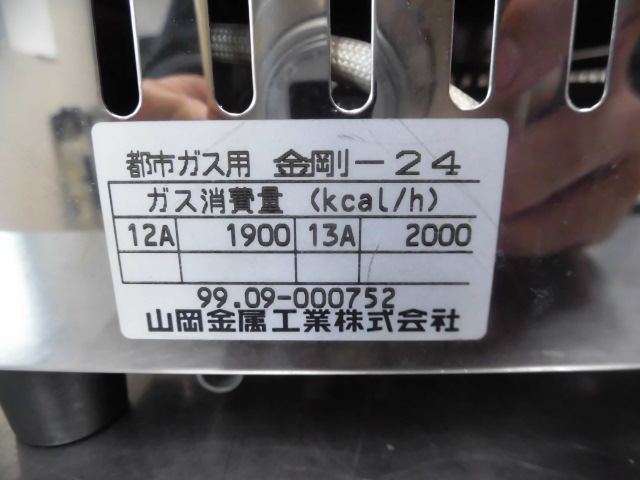 都市ガス用 金剛－24
ガス消費量 (kcal/h)
12A 1900 13A 2000
99.09-000752
山岡金属工業株式会社